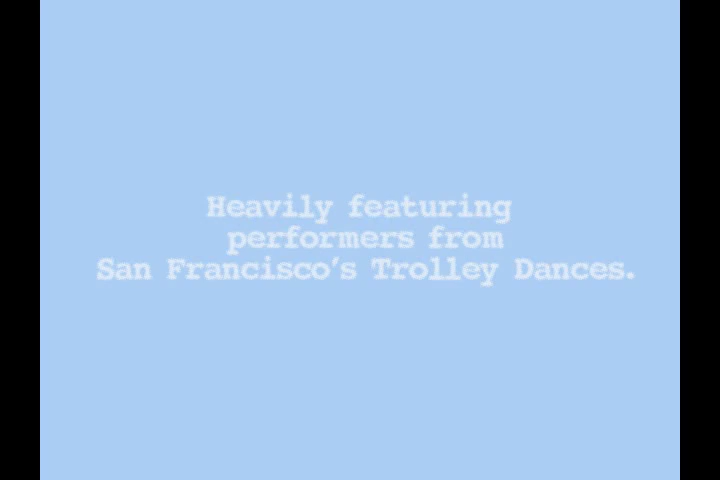 Heavily featuring
performers from
San Francisco's Trolley Dances.